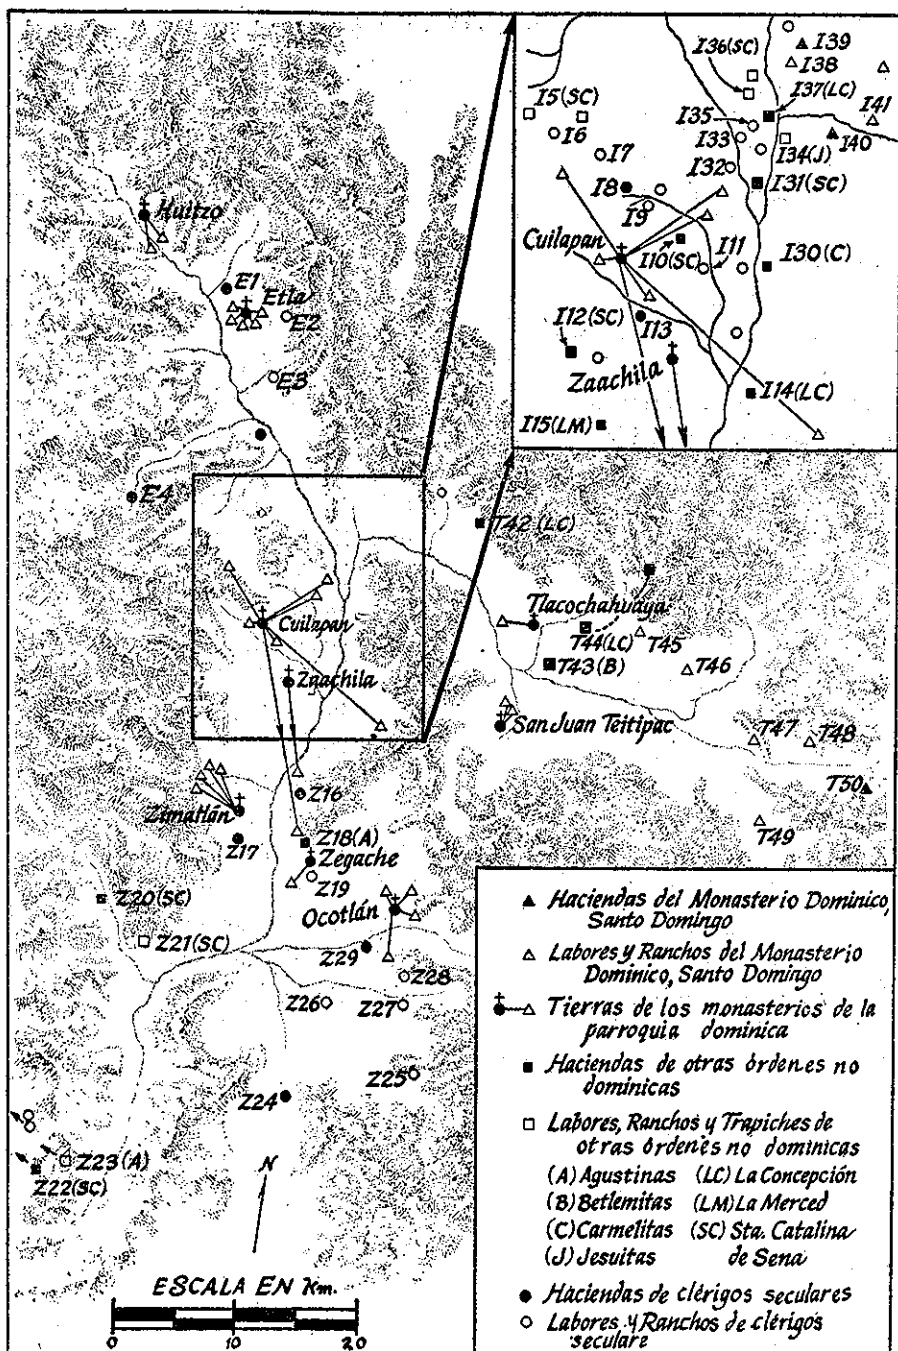 I36(SC)
I39
I38
I5(SC)
I37(LC)
I41
I35
I6
I33
I40
I7
I34(J)
I32
I8
I31(SC)
I9
Cuilapan
I11
I10(SC)
I30(C)
I12(SC)
I13
Zaachila
I14(LC)
I15(LM)
Huitzo
E1
Etla
E2
E3
E4
T42(LC)
Tlacochahuaya
Cuilapan
T44(LC)
T45
T43(B)
T46
Zaachila
San Juan Teitipac
T47
T48
Z16
T50
Zimatlán
Z18(A)
T49
Z17
Zegache
Z19
Z20(SC)
Ocotlán
Z21(SC)
Z29
Z28
Z26
Z27
Z25
Z24
Z23(A)
Z22(SC)
N
ESCALA EN Km.
0 10 20
Haciendas del Monasterio Dominico,
Santo Domingo
Labores y Ranchos del Monasterio
Dominico, Santo Domingo
Tierras de los monasterios de la
parroquia dominica
Haciendas de otras órdenes no
dominicas
Labores, Ranchos y Trapiches de
otras órdenes no dominicas
(A) Agustinas (LC) La Concepción
(B) Betlemitas (LM) La Merced
(C) Carmelitas (SC) Sta. Catalina
(J) Jesuitas de Sena
Haciendas de clérigos seculares
Labores y Ranchos de clérigos
seculare